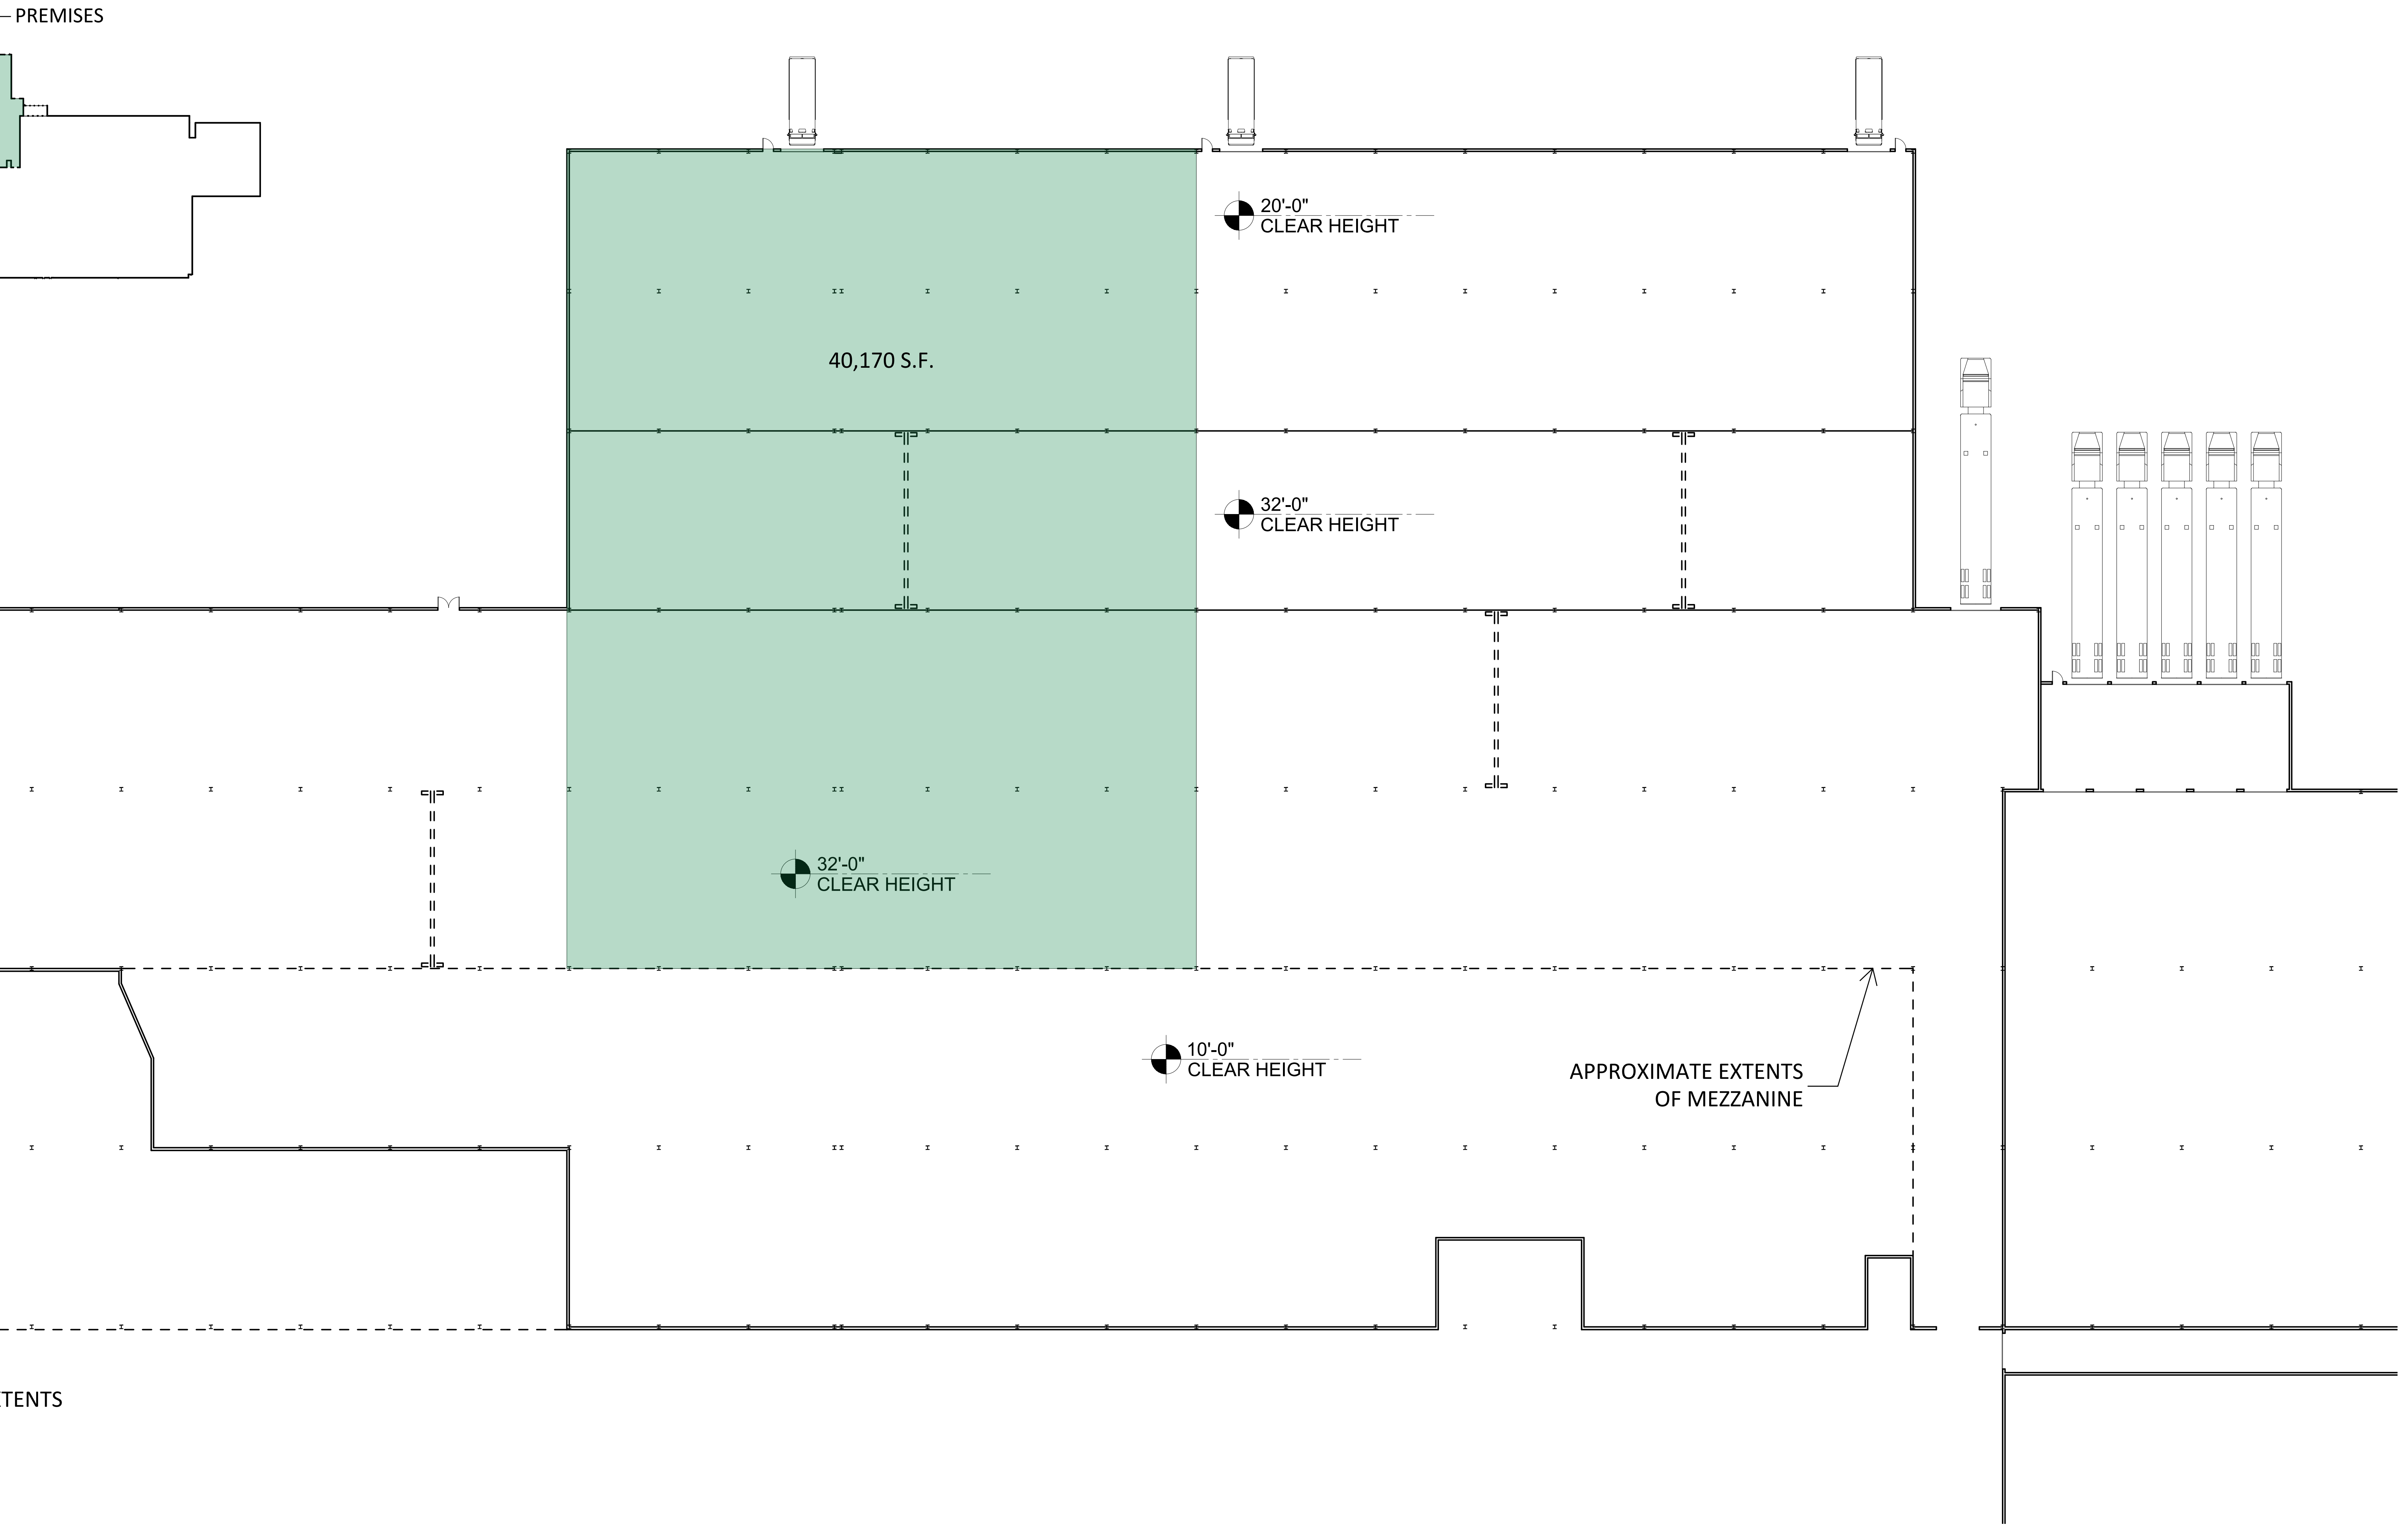 PREMISES
20'-0"
CLEAR HEIGHT
40,170 S.F.
32'-0"
CLEAR HEIGHT
32'-0"
CLEAR HEIGHT
10'-0"
CLEAR HEIGHT
APPROXIMATE EXTENTS
OF MEZZANINE
TENTS